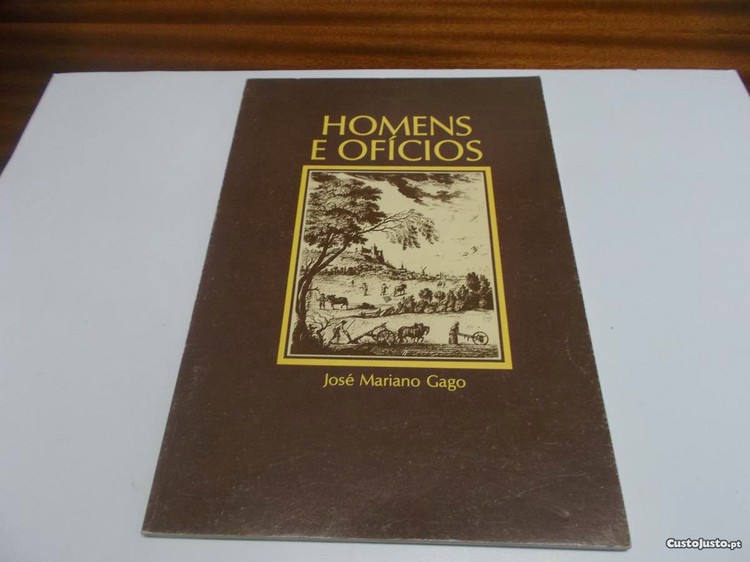 HOMENS
E OFÍCIOS
José Mariano Gago
CustoJusto.pt